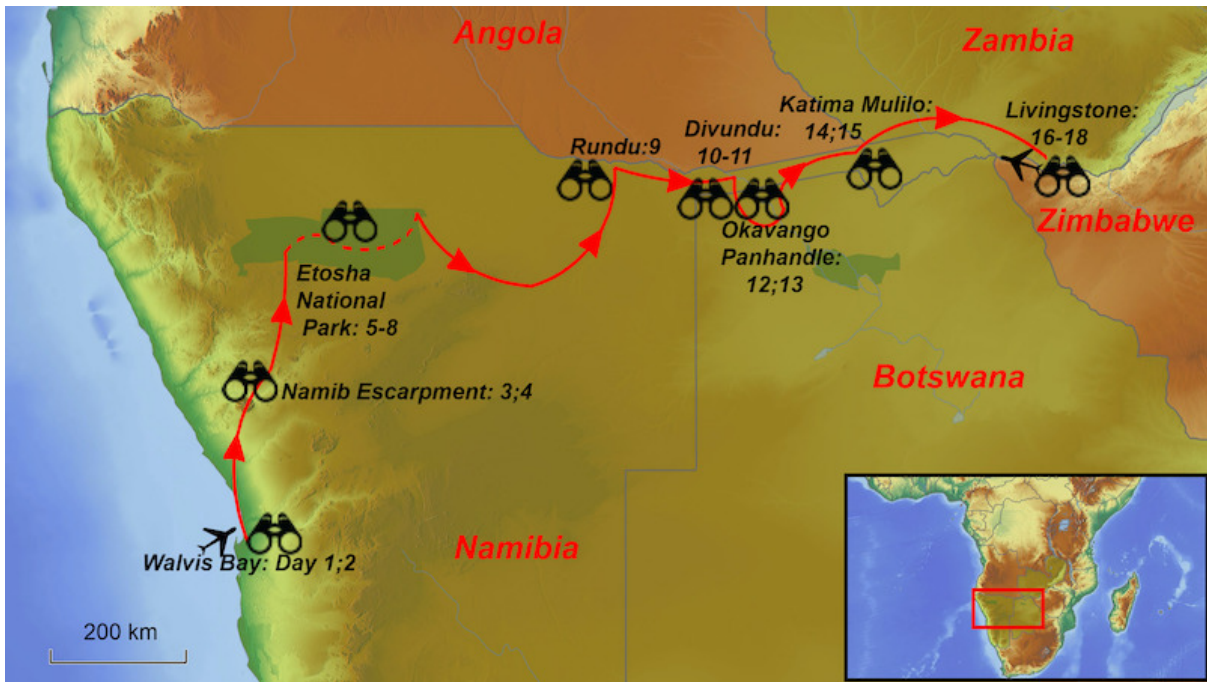 Angola
Zambia
Katima Mulilo:
14;15
Livingstone:
16-18
Divundu:
10-11
Rundu:9
Zimbabwe
Okavango
Panhandle:
12;13
Etosha
National
Park: 5-8
Namib Escarpment: 3;4
Botswana
Namibia
Walvis Bay: Day 1;2
200 km